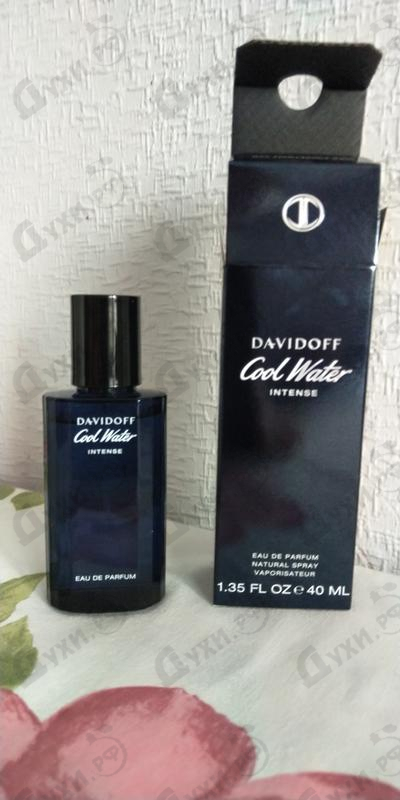 DAVIDOFF
Cool Water
INTENSE
EAU DE PARFUM
NATURAL SPRAY
VAPORISATEUR
1.35 FL OZ e 40 ML
DAVIDOFF
Cool Water
INTENSE
EAU DE PARFUM
Духи.РФ